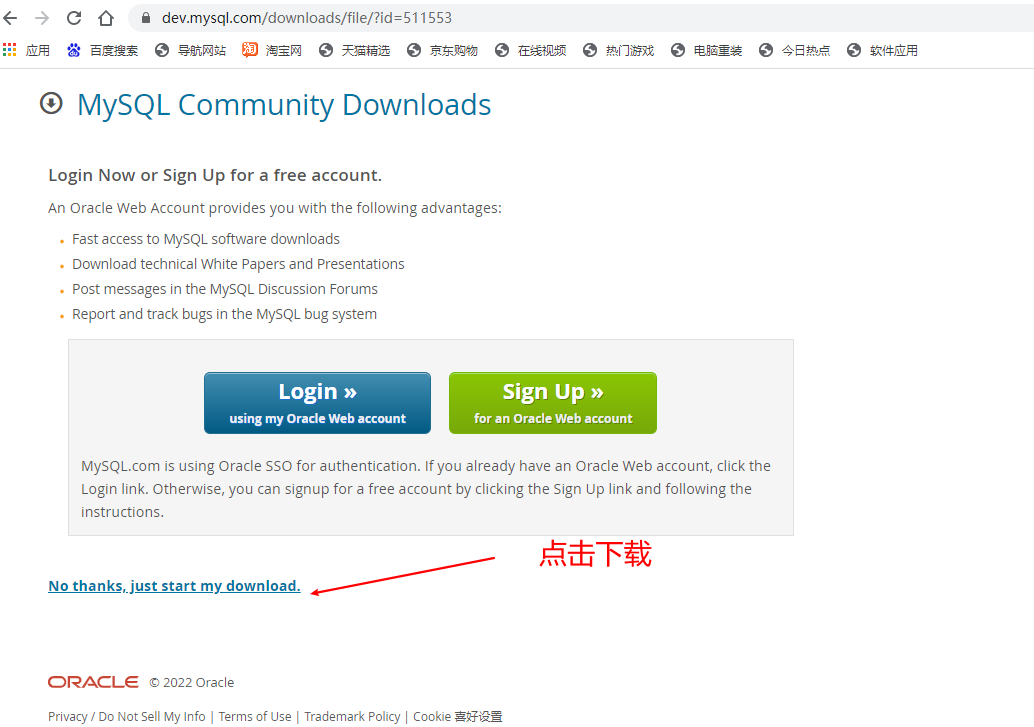 dev.mysql.com/downloads/file/?id=511553
应用 百度搜索 导航网站 淘 淘宝网 天猫精选 京东购物 在线视频 热门游戏 电脑重装 今日热点 软件应用
MySQL Community Downloads
Login Now or Sign Up for a free account.
An Oracle Web Account provides you with the following advantages:
Fast access to MySQL software downloads
Download technical White Papers and Presentations
Post messages in the MySQL Discussion Forums
Report and track bugs in the MySQL bug system
Login »
using my Oracle Web account
Sign Up »
for an Oracle Web account
MySQL.com is using Oracle SSO for authentication. If you already have an Oracle Web account, click the
Login link. Otherwise, you can signup for a free account by clicking the Sign Up link and following the
instructions.
点击下载
No thanks, just start my download.
ORACLE © 2022 Oracle
Privacy / Do Not Sell My Info | Terms of Use | Trademark Policy | Cookie 喜好设置